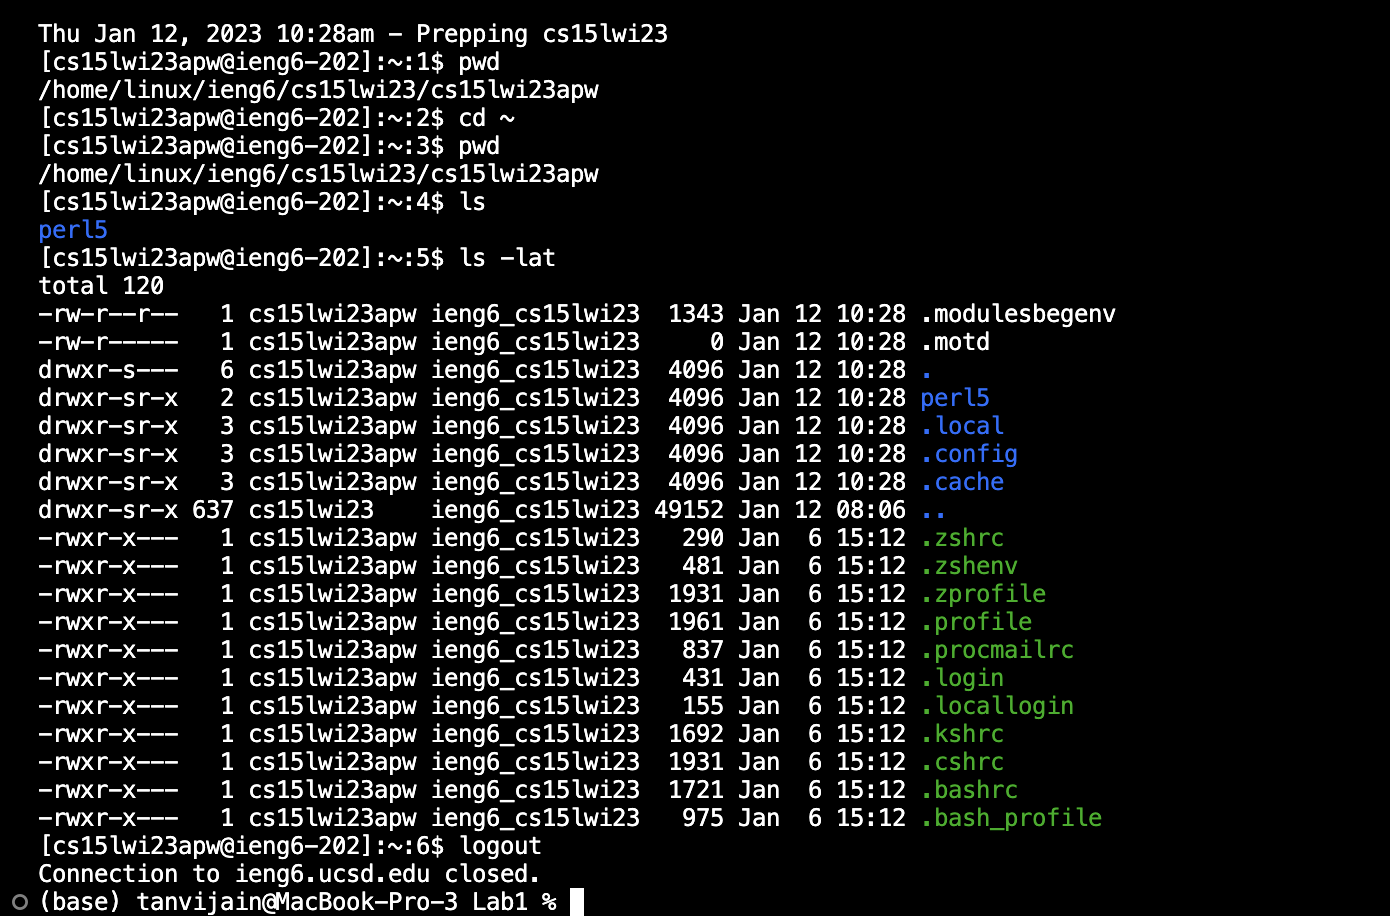 Thu Jan 12, 2023 10:28am - Prepping cs15lwi23
[cs15lwi23apw@ieng6-202]:~:1$ pwd
/home/linux/ieng6/cs15lwi23/cs15lwi23apw
[cs15lwi23apw@ieng6-202]:~:2$ cd ~
[cs15lwi23apw@ieng6-202]:~:3$ pwd
/home/linux/ieng6/cs15lwi23/cs15lwi23apw
[cs15lwi23apw@ieng6-202]:~:4$ ls
perl5
[cs15lwi23apw@ieng6-202]:~:5$ ls -lat
total 120
-rw-r--r--   1 cs15lwi23apw ieng6_cs15lwi23  1343 Jan 12 10:28 .modulesbegenv
-rw-r-----   1 cs15lwi23apw ieng6_cs15lwi23     0 Jan 12 10:28 .motd
drwxr-s---   6 cs15lwi23apw ieng6_cs15lwi23  4096 Jan 12 10:28 .
drwxr-sr-x   2 cs15lwi23apw ieng6_cs15lwi23  4096 Jan 12 10:28 perl5
drwxr-sr-x   3 cs15lwi23apw ieng6_cs15lwi23  4096 Jan 12 10:28 .local
drwxr-sr-x   3 cs15lwi23apw ieng6_cs15lwi23  4096 Jan 12 10:28 .config
drwxr-sr-x   3 cs15lwi23apw ieng6_cs15lwi23  4096 Jan 12 10:28 .cache
drwxr-sr-x 637 cs15lwi23    ieng6_cs15lwi23 49152 Jan 12 08:06 ..
-rwxr-x---   1 cs15lwi23apw ieng6_cs15lwi23   290 Jan  6 15:12 .zshrc
-rwxr-x---   1 cs15lwi23apw ieng6_cs15lwi23   481 Jan  6 15:12 .zshenv
-rwxr-x---   1 cs15lwi23apw ieng6_cs15lwi23  1931 Jan  6 15:12 .zprofile
-rwxr-x---   1 cs15lwi23apw ieng6_cs15lwi23  1961 Jan  6 15:12 .profile
-rwxr-x---   1 cs15lwi23apw ieng6_cs15lwi23   837 Jan  6 15:12 .procmailrc
-rwxr-x---   1 cs15lwi23apw ieng6_cs15lwi23   431 Jan  6 15:12 .login
-rwxr-x---   1 cs15lwi23apw ieng6_cs15lwi23   155 Jan  6 15:12 .locallogin
-rwxr-x---   1 cs15lwi23apw ieng6_cs15lwi23  1692 Jan  6 15:12 .kshrc
-rwxr-x---   1 cs15lwi23apw ieng6_cs15lwi23  1931 Jan  6 15:12 .cshrc
-rwxr-x---   1 cs15lwi23apw ieng6_cs15lwi23  1721 Jan  6 15:12 .bashrc
-rwxr-x---   1 cs15lwi23apw ieng6_cs15lwi23   975 Jan  6 15:12 .bash_profile
[cs15lwi23apw@ieng6-202]:~:6$ logout
Connection to ieng6.ucsd.edu closed.
(base) tanvijain@MacBook-Pro-3 Lab1 %